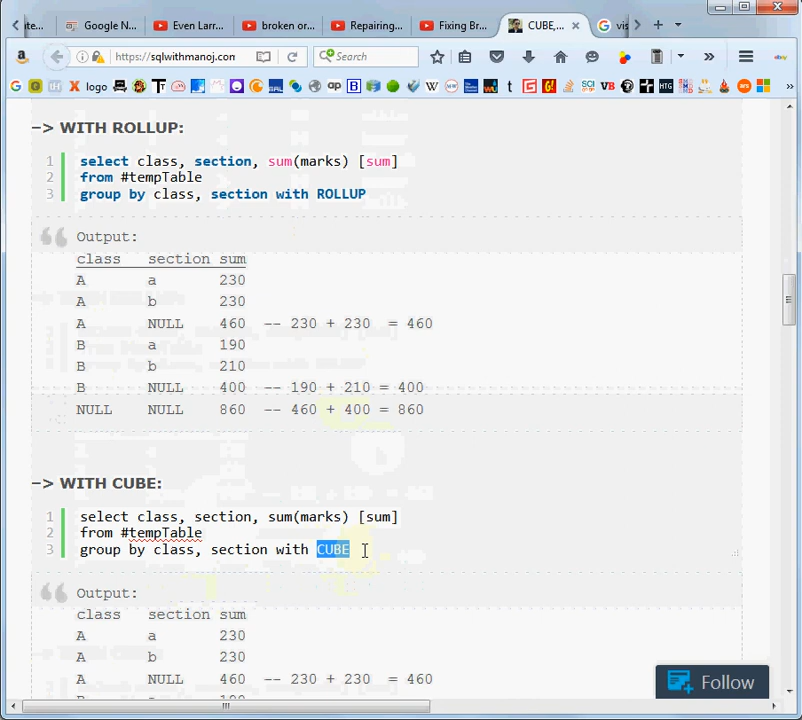 ate...
Google N...
Even Larr...
broken or...
Repairing...
Fixing Br...
CUBE,...
vis
https://sqlwithmanoj.com
Search
logo
–> WITH ROLLUP:
1 select class, section, sum(marks) [sum]
2 from #tempTable
3 group by class, section with ROLLUP
Output:
class section sum
A a 230
A b 230
A NULL 460 -- 230 + 230 = 460
B a 190
B b 210
B NULL 400 -- 190 + 210 = 400
NULL NULL 860 -- 460 + 400 = 860
–> WITH CUBE:
1 select class, section, sum(marks) [sum]
2 from #tempTable
3 group by class, section with CUBE
Output:
class section sum
A a 230
A b 230
A NULL 460 -- 230 + 230 = 460
Follow